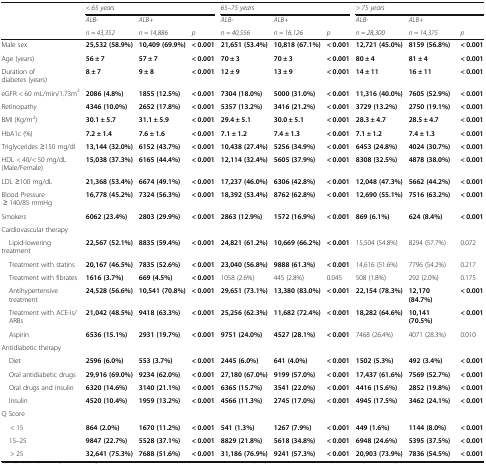 < 65 years 65–75 years > 75 years
ALB- ALB+ ALB- ALB+ ALB- ALB+
n = 43,352 n = 14,886 p n = 40,556 n = 16,126 p n = 28,300 n = 14,375 p
Male sex 25,532 (58.9%) 10,409 (69.9%) < 0.001 21,651 (53.4%) 10,818 (67.1%) < 0.001 12,721 (45.0%) 8159 (56.8%) < 0.001
Age (years) 56 ± 7 57 ± 7 < 0.001 70 ± 3 70 ± 3 < 0.001 80 ± 4 81 ± 4 < 0.001
Duration of diabetes (years) 8 ± 7 9 ± 8 < 0.001 12 ± 9 13 ± 9 < 0.001 14 ± 11 16 ± 11 < 0.001
eGFR < 60 mL/min/1.73m² 2086 (4.8%) 1855 (12.5%) < 0.001 7304 (18.0%) 5000 (31.0%) < 0.001 11,316 (40.0%) 7605 (52.9%) < 0.001
Retinopathy 4346 (10.0%) 2652 (17.8%) < 0.001 5357 (13.2%) 3416 (21.2%) < 0.001 3729 (13.2%) 2750 (19.1%) < 0.001
BMI (Kg/m²) 30.1 ± 5.7 31.1 ± 5.9 < 0.001 29.4 ± 5.1 30.0 ± 5.1 < 0.001 28.3 ± 4.7 28.5 ± 4.7 < 0.001
HbA1c (%) 7.2 ± 1.4 7.6 ± 1.6 < 0.001 7.1 ± 1.2 7.4 ± 1.3 < 0.001 7.1 ± 1.2 7.4 ± 1.3 < 0.001
Triglycerides ≥150 mg/dl 13,144 (32.0%) 6152 (43.7%) < 0.001 10,438 (27.4%) 5256 (34.9%) < 0.001 6453 (24.8%) 4024 (30.7%) < 0.001
HDL < 40/< 50 mg/dL (Male/Female) 15,038 (37.3%) 6165 (44.4%) < 0.001 12,114 (32.4%) 5605 (37.9%) < 0.001 8308 (32.5%) 4878 (38.0%) < 0.001
LDL ≥100 mg/dL 21,368 (53.4%) 6674 (49.1%) < 0.001 17,237 (46.0%) 6306 (42.8%) < 0.001 12,048 (47.3%) 5662 (44.2%) < 0.001
Blood Pressure ≥ 140/85 mmHg 16,778 (45.2%) 7324 (56.3%) < 0.001 18,392 (53.4%) 8762 (62.8%) < 0.001 12,690 (55.1%) 7516 (63.2%) < 0.001
Smokers 6062 (23.4%) 2803 (29.9%) < 0.001 2863 (12.9%) 1572 (16.9%) < 0.001 869 (6.1%) 624 (8.4%) < 0.001
Cardiovascular therapy
Lipid-lowering treatment 22,567 (52.1%) 8835 (59.4%) < 0.001 24,821 (61.2%) 10,669 (66.2%) < 0.001 15,504 (54.8%) 8294 (57.7%) 0.072
Treatment with statins 20,167 (46.5%) 7835 (52.6%) < 0.001 23,040 (56.8%) 9888 (61.3%) < 0.001 14,616 (51.6%) 7796 (54.2%) 0.217
Treatment with fibrates 1616 (3.7%) 669 (4.5%) < 0.001 1058 (2.6%) 445 (2.8%) 0.045 508 (1.8%) 292 (2.0%) 0.175
Antihypertensive treatment 24,528 (56.6%) 10,541 (70.8%) < 0.001 29,651 (73.1%) 13,380 (83.0%) < 0.001 22,154 (78.3%) 12,170 (84.7%) < 0.001
Treatment with ACE-Is/ARBs 21,042 (48.5%) 9418 (63.3%) < 0.001 25,256 (62.3%) 11,682 (72.4%) < 0.001 18,282 (64.6%) 10,141 (70.5%) < 0.001
Aspirin 6536 (15.1%) 2931 (19.7%) < 0.001 9751 (24.0%) 4527 (28.1%) < 0.001 7468 (26.4%) 4071 (28.3%) 0.010
Antidiabetic therapy
Diet 2596 (6.0%) 553 (3.7%) < 0.001 2445 (6.0%) 641 (4.0%) < 0.001 1502 (5.3%) 492 (3.4%) < 0.001
Oral antidiabetic drugs 29,916 (69.0%) 9234 (62.0%) < 0.001 27,180 (67.0%) 9199 (57.0%) < 0.001 17,437 (61.6%) 7569 (52.7%) < 0.001
Oral drugs and insulin 6320 (14.6%) 3140 (21.1%) < 0.001 6365 (15.7%) 3541 (22.0%) < 0.001 4416 (15.6%) 2852 (19.8%) < 0.001
Insulin 4520 (10.4%) 1959 (13.2%) < 0.001 4566 (11.3%) 2745 (17.0%) < 0.001 4945 (17.5%) 3462 (24.1%) < 0.001
Q Score
< 15 864 (2.0%) 1670 (11.2%) < 0.001 541 (1.3%) 1267 (7.9%) < 0.001 449 (1.6%) 1144 (8.0%) < 0.001
15–25 9847 (22.7%) 5528 (37.1%) < 0.001 8829 (21.8%) 5618 (34.8%) < 0.001 6948 (24.6%) 5395 (37.5%) < 0.001
> 25 32,641 (75.3%) 7688 (51.6%) < 0.001 31,186 (76.9%) 9241 (57.3%) < 0.001 20,903 (73.9%) 7836 (54.5%) < 0.001